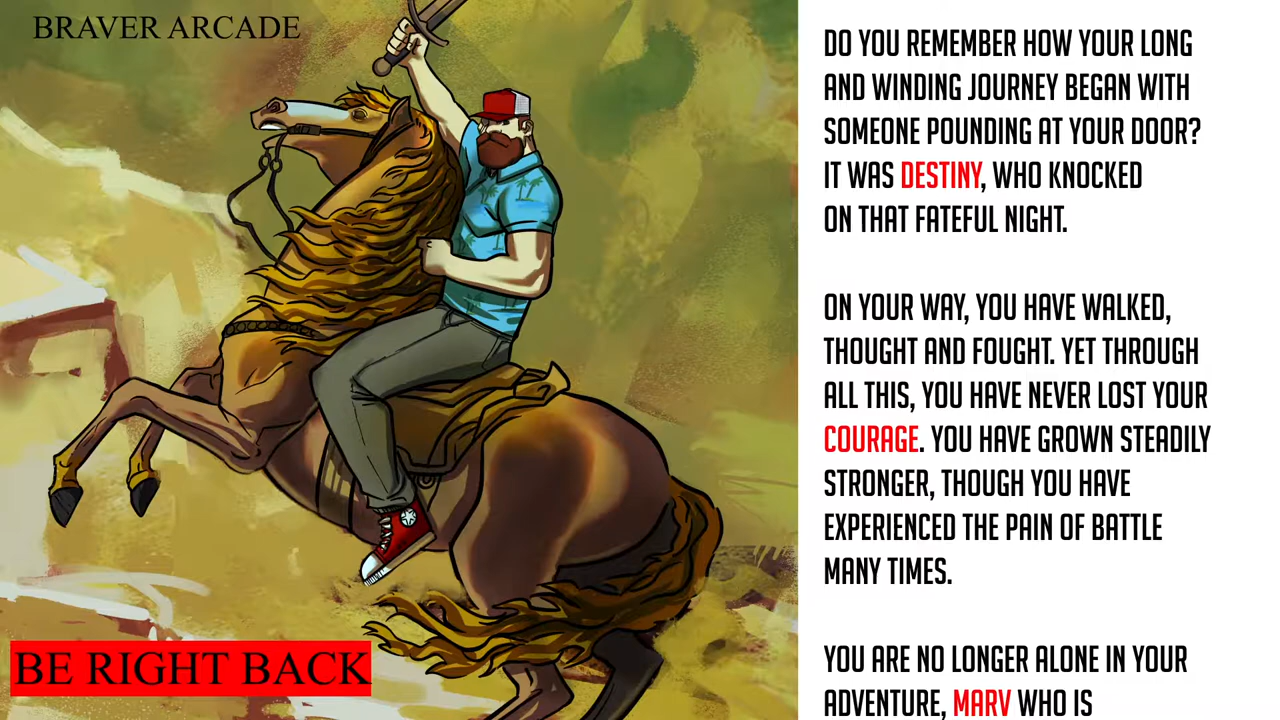 BRAVER ARCADE
BE RIGHT BACK
DO YOU REMEMBER HOW YOUR LONG
AND WINDING JOURNEY BEGAN WITH
SOMEONE POUNDING AT YOUR DOOR?
IT WAS DESTINY, WHO KNOCKED
ON THAT FATEFUL NIGHT.
ON YOUR WAY, YOU HAVE WALKED,
THOUGHT AND FOUGHT. YET THROUGH
ALL THIS, YOU HAVE NEVER LOST YOUR
COURAGE. YOU HAVE GROWN STEADILY
STRONGER, THOUGH YOU HAVE
EXPERIENCED THE PAIN OF BATTLE
MANY TIMES.
YOU ARE NO LONGER ALONE IN YOUR
ADVENTURE, MARV WHO IS